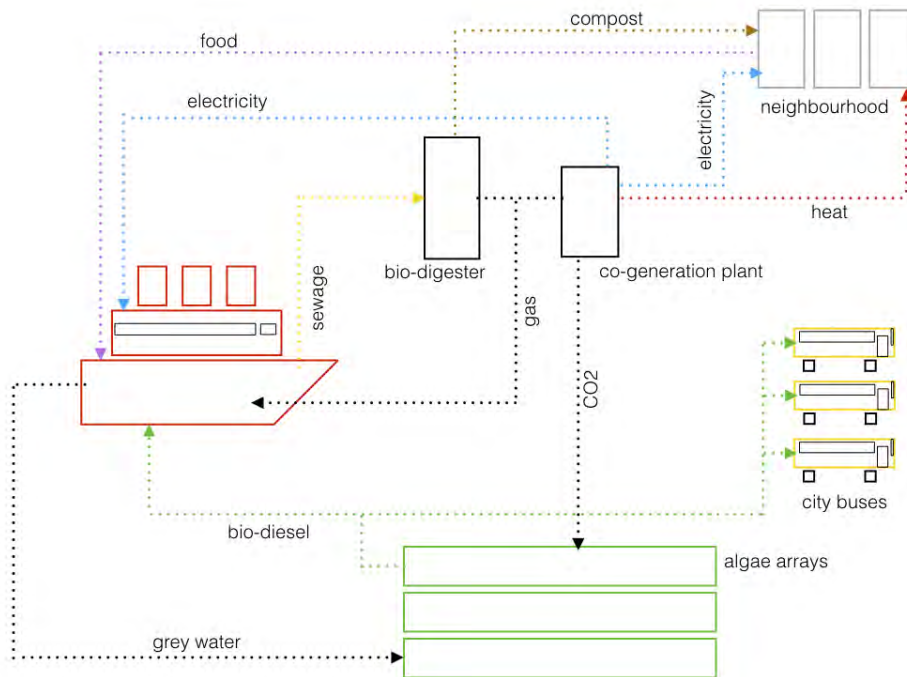 compost
food
electricity
neighbourhood
electricity
heat
bio-digester
co-generation plant
sewage
gas
CO2
city buses
bio-diesel
algae arrays
grey water